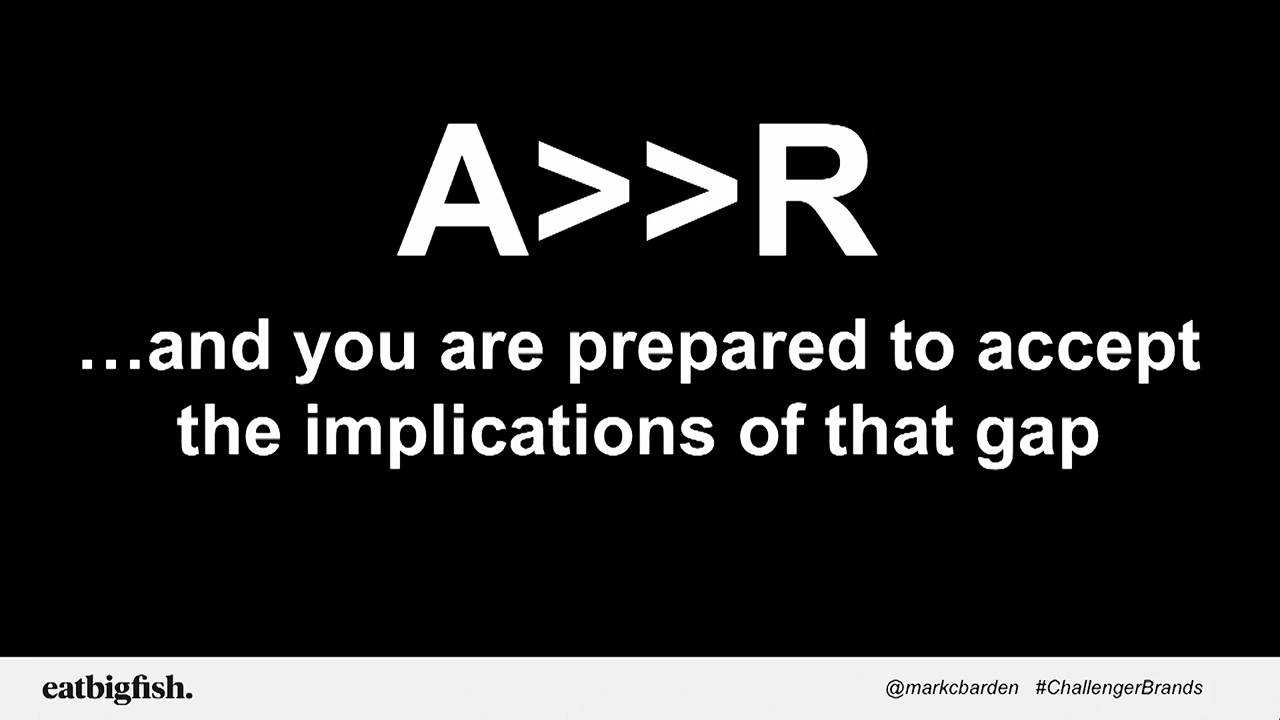 A>>R
…and you are prepared to accept
the implications of that gap
eatbigfish.
@markcbarden #ChallengerBrands